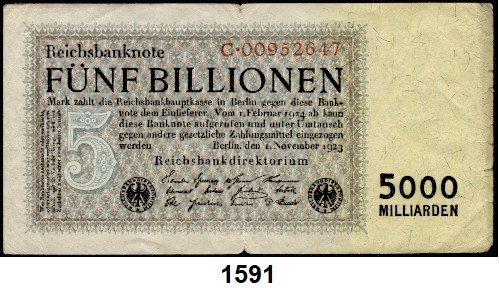 Reichsbanknote C·00952647
FÜNF BILLIONEN
Mark zahlt die Reichsbankhauptkasse in Berlin gegen diese Bank-
note dem Einlieferer. Vom 1. Februar 1924 ab kann
diese Banknote aufgerufen und unter Umtausch
gegen andere gesetzliche Zahlungsmittel eingezogen
werden Berlin, den 1. November 1923
Reichsbankdirektorium
5
5000
MILLIARDEN
1591